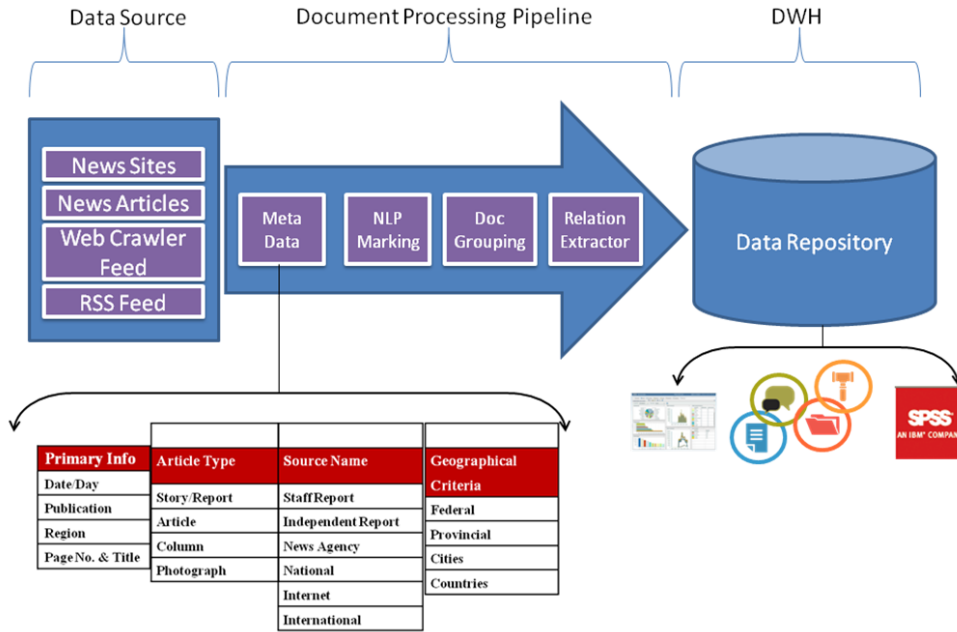 Data Source
Document Processing Pipeline
DWH
News Sites
News Articles
Web Crawler
Feed
RSS Feed
Meta
Data
NLP
Marking
Doc
Grouping
Relation
Extractor
Data Repository
SPSS™
AN IBM® COMPANY
Primary Info
Date/Day
Publication
Region
Page No. & Title
Article Type
Story/Report
Article
Column
Photograph
Source Name
Staff Report
Independent Report
News Agency
National
Internet
International
Geographical
Criteria
Federal
Provincial
Cities
Countries